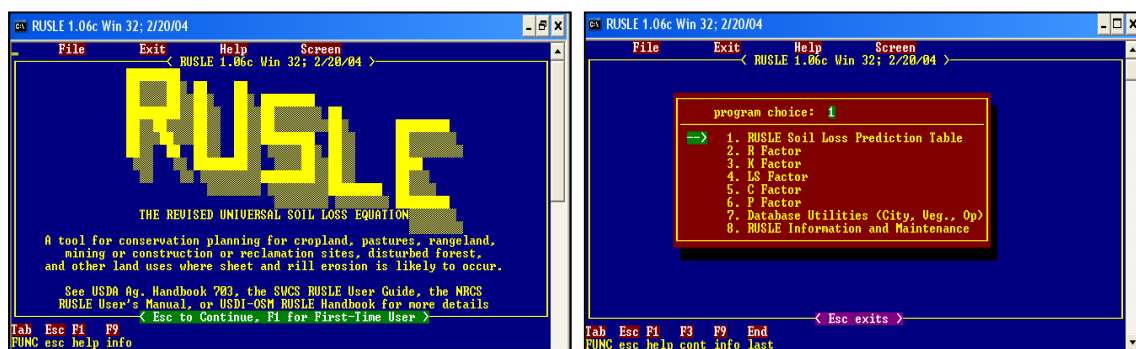 RUSLE 1.06c Win 32; 2/20/04
File Exit Help Screen
< RUSLE 1.06c Win 32; 2/20/04 >
RUSLE
THE REVISED UNIVERSAL SOIL LOSS EQUATION
A tool for conservation planning for cropland, pastures, rangeland,
mining or construction or reclamation sites, disturbed forest,
and other land uses where sheet and rill erosion is likely to occur.
See USDA Ag. Handbook 703, the SWCS RUSLE User Guide, the NRCS
RUSLE User's Manual, or USDI-OSM RUSLE Handbook for more details
< Esc to Continue, F1 for First-Time User >
Tab Esc F1 F9
FUNC esc help info
RUSLE 1.06c Win 32; 2/20/04
File Exit Help Screen
< RUSLE 1.06c Win 32; 2/20/04 >
program choice: 1
--> 1. RUSLE Soil Loss Prediction Table
2. R Factor
3. K Factor
4. LS Factor
5. C Factor
6. P Factor
7. Database Utilities (City, Veg., Op)
8. RUSLE Information and Maintenance
< Esc exits >
Tab Esc F1 F3 F9 End
FUNC esc help cont info last